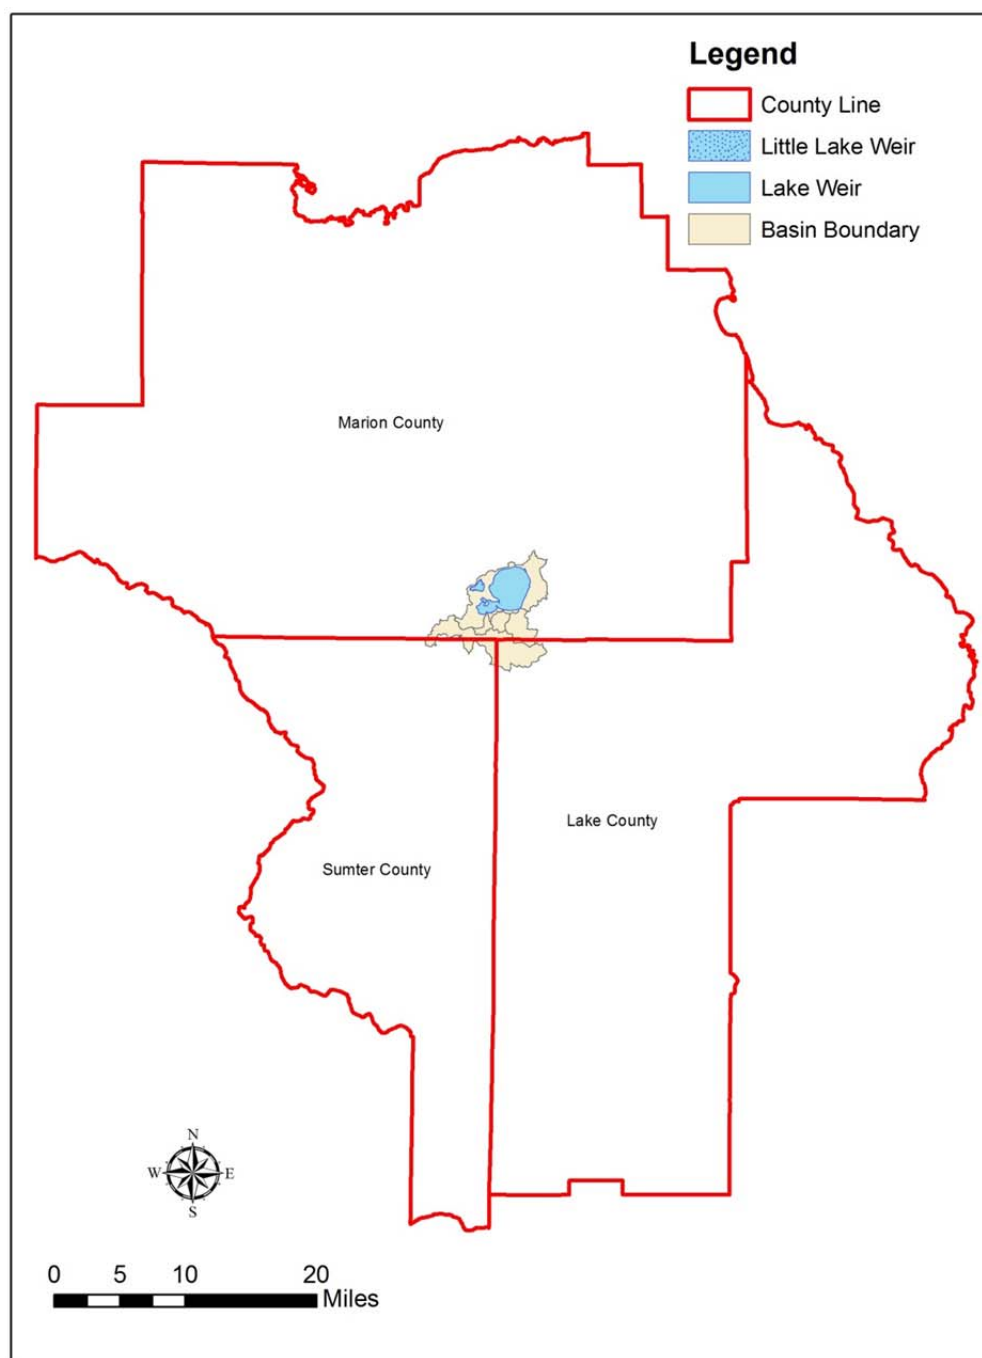 Legend
County Line
Little Lake Weir
Lake Weir
Basin Boundary
Marion County
Lake County
Sumter County
N
W E
S
0 5 10 20
Miles